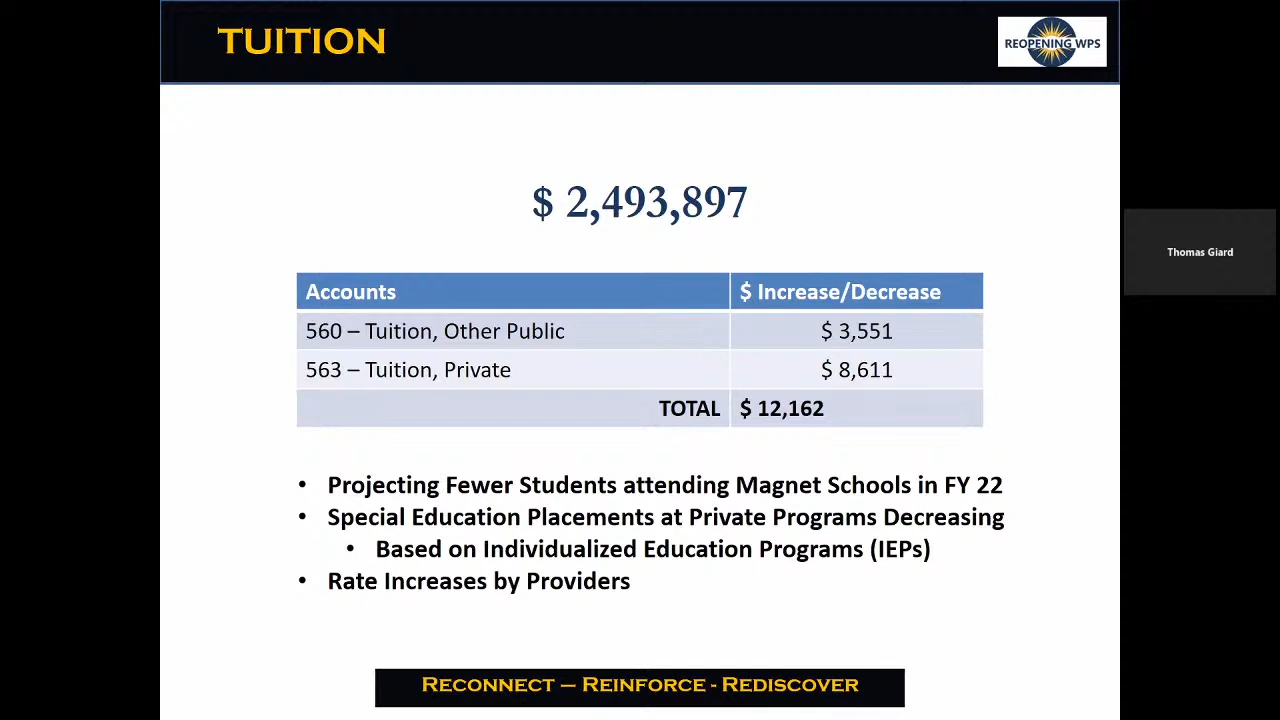 TUITION
REOPENING WPS
$ 2,493,897
Thomas Giard
Accounts $ Increase/Decrease
560 – Tuition, Other Public $ 3,551
563 – Tuition, Private $ 8,611
TOTAL $ 12,162
• Projecting Fewer Students attending Magnet Schools in FY 22
• Special Education Placements at Private Programs Decreasing
• Based on Individualized Education Programs (IEPs)
• Rate Increases by Providers
RECONNECT – REINFORCE - REDISCOVER